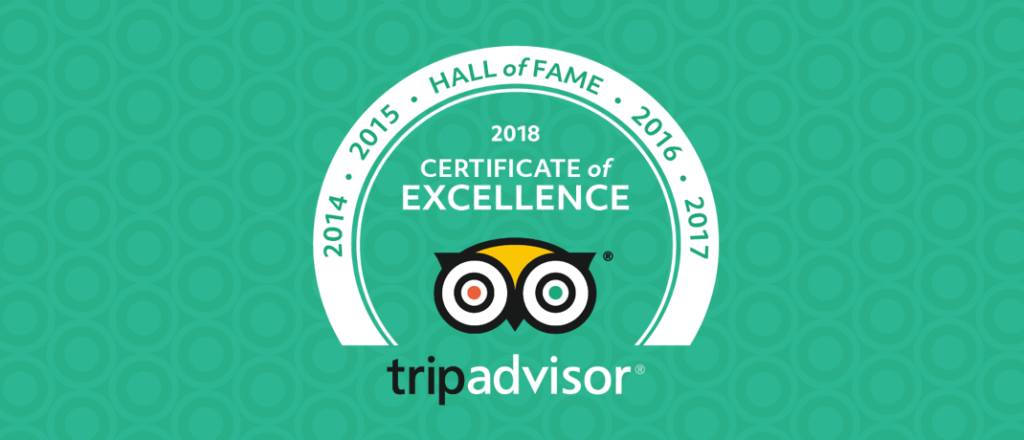 2014 • 2015 • HALL of FAME • 2016 • 2017
2018
CERTIFICATE of
EXCELLENCE
®
tripadvisor®